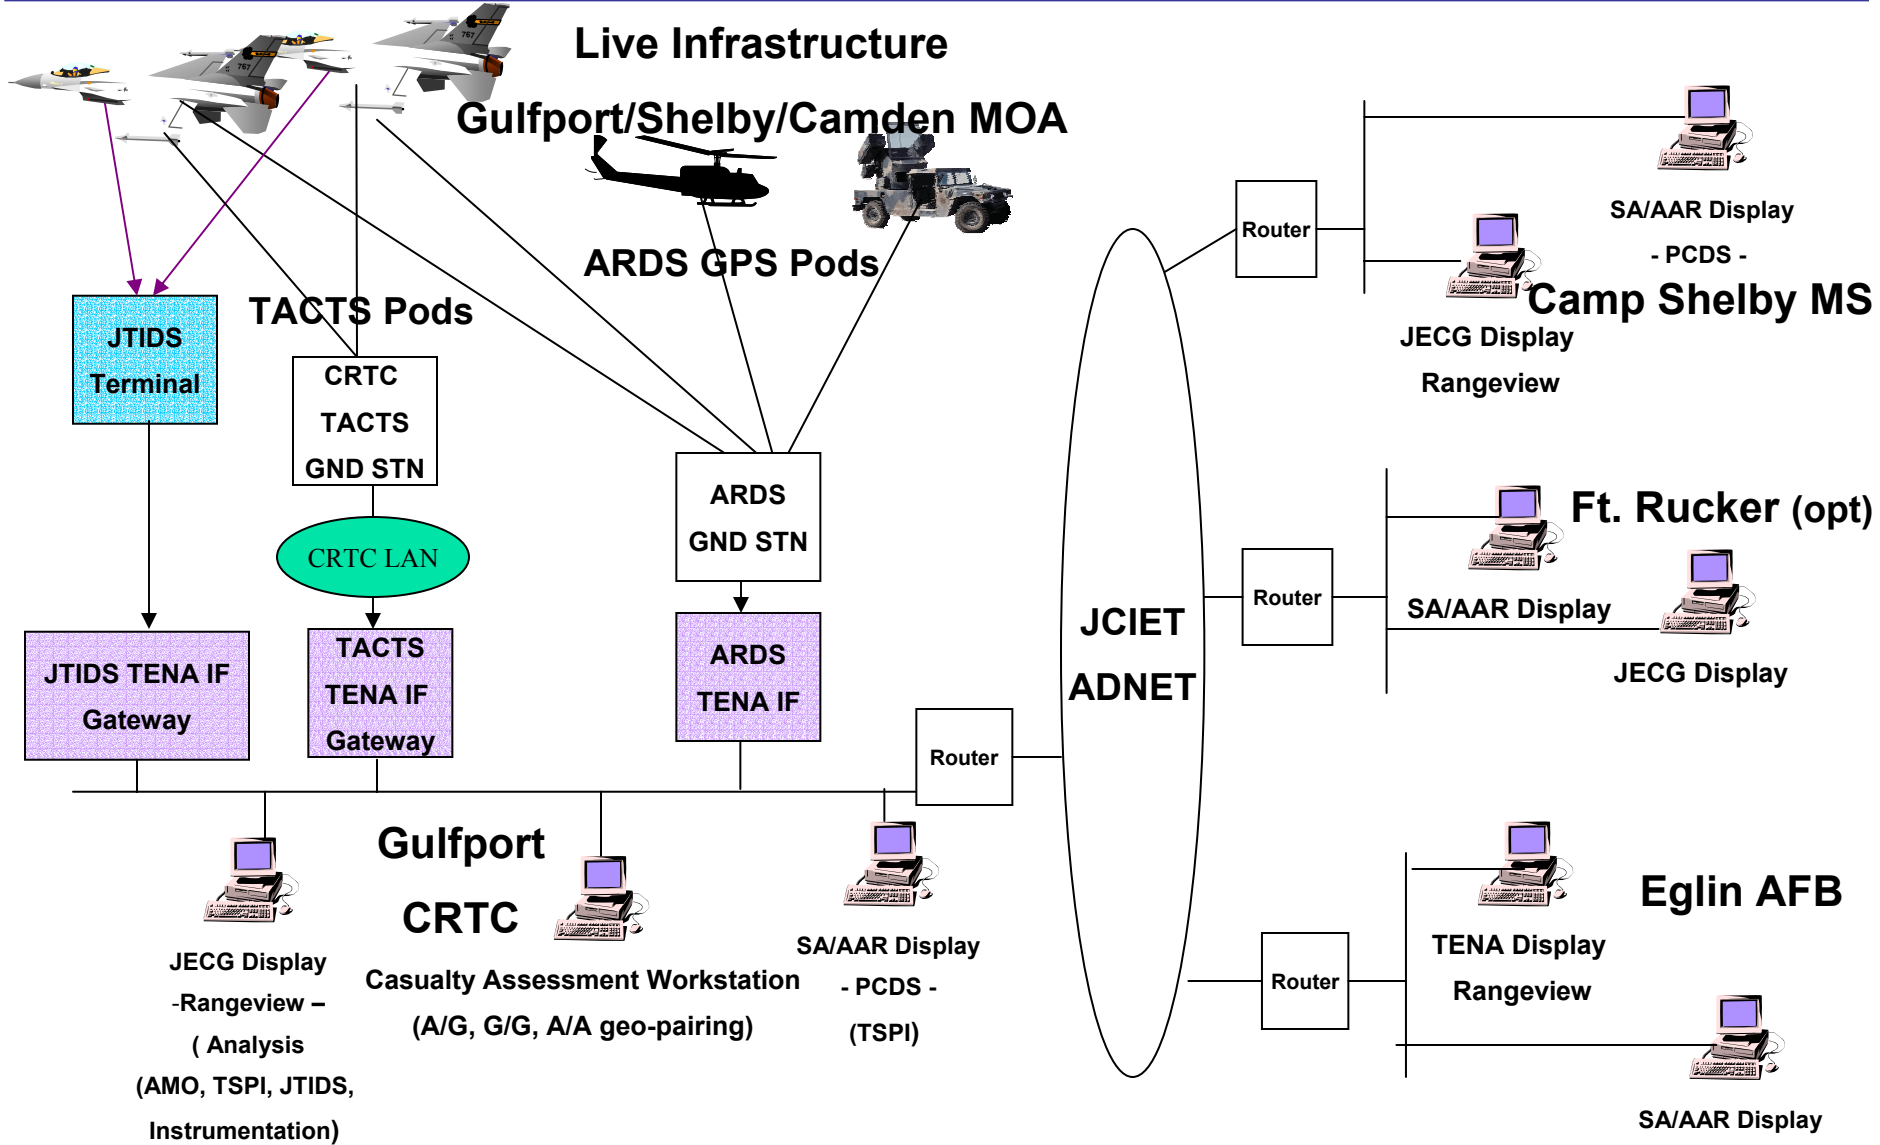 Live Infrastructure
Gulfport/Shelby/Camden MOA
767
767
ARDS GPS Pods
TACTS Pods
JTIDS
Terminal
CRTC
TACTS
GND STN
ARDS
GND STN
CRTC LAN
JTIDS TENA IF
Gateway
TACTS
TENA IF
Gateway
ARDS
TENA IF
Router
JCIET
ADNET
Router
SA/AAR Display
- PCDS -
Camp Shelby MS
JECG Display
Rangeview
Ft. Rucker (opt)
Router
SA/AAR Display
JECG Display
Eglin AFB
TENA Display
Rangeview
Router
SA/AAR Display
Gulfport
CRTC
JECG Display
-Rangeview –
( Analysis
(AMO, TSPI, JTIDS,
Instrumentation)
Casualty Assessment Workstation
(A/G, G/G, A/A geo-pairing)
SA/AAR Display
- PCDS -
(TSPI)